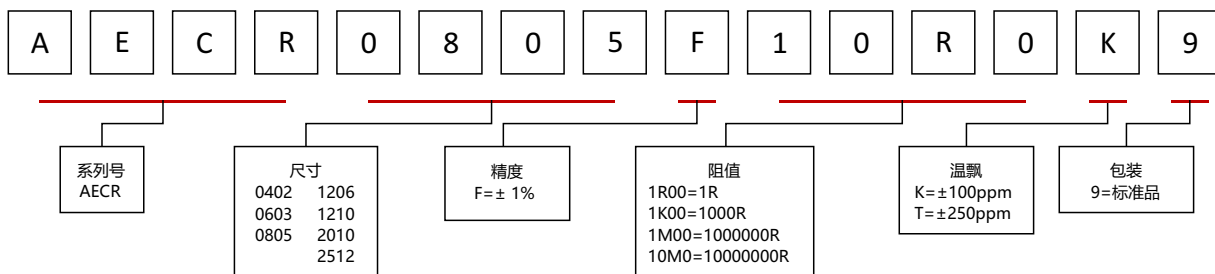 A E C R 0 8 0 5 F 1 0 R 0 K 9
系列号
AECR
尺寸
0402 1206
0603 1210
0805 2010
2512
精度
F=± 1%
阻值
1R00=1R
1K00=1000R
1M00=1000000R
10M0=10000000R
温飘
K=±100ppm
T=±250ppm
包装
9=标准品